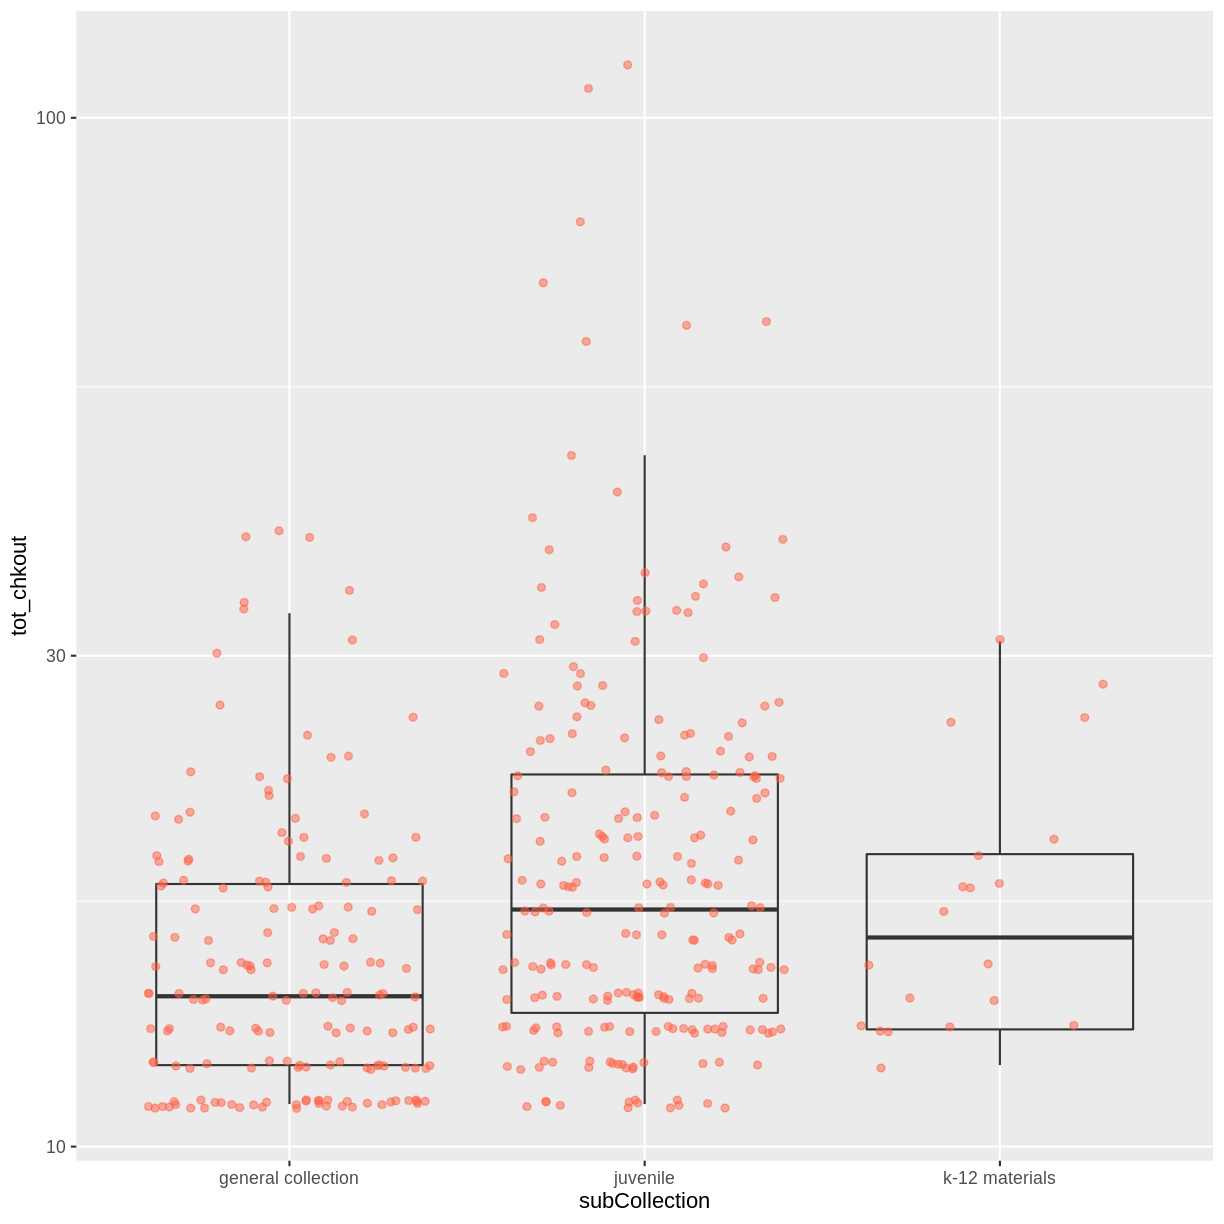 tot_chkout
100
30
10
general collection
juvenile
k-12 materials
subCollection